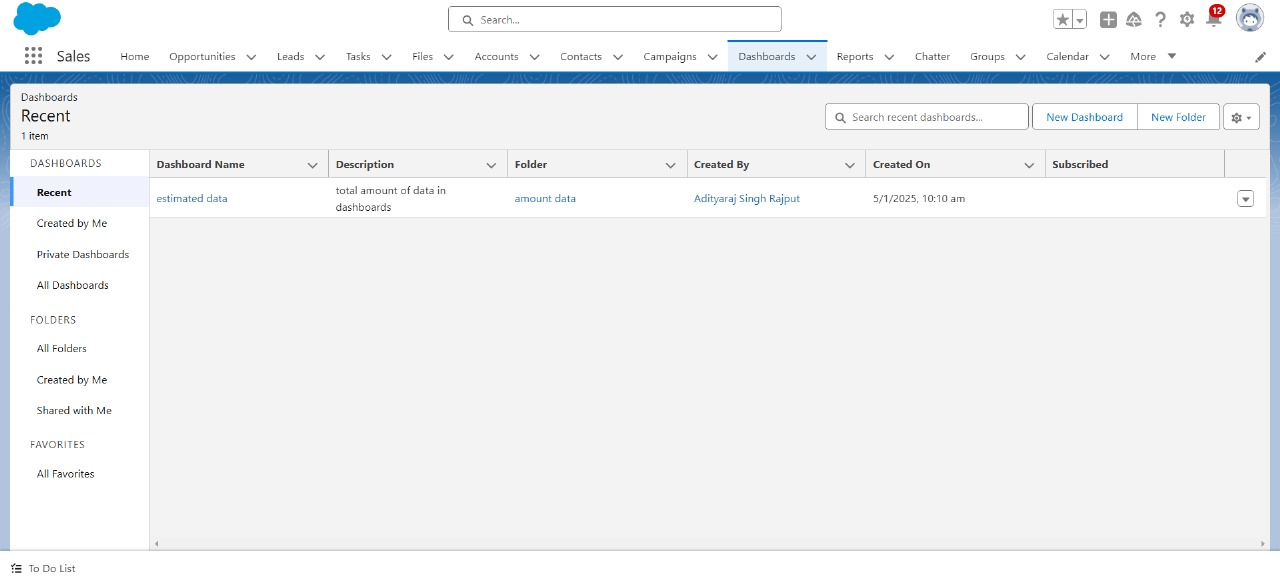 Search...
12
Sales
Home
Opportunities
Leads
Tasks
Files
Accounts
Contacts
Campaigns
Dashboards
Reports
Chatter
Groups
Calendar
More
Dashboards
Recent
1 item
Search recent dashboards...
New Dashboard
New Folder
DASHBOARDS
Recent
Created by Me
Private Dashboards
All Dashboards
FOLDERS
All Folders
Created by Me
Shared with Me
FAVORITES
All Favorites
Dashboard Name
Description
Folder
Created By
Created On
Subscribed
estimated data
total amount of data in
dashboards
amount data
Adityaraj Singh Rajput
5/1/2025, 10:10 am
To Do List